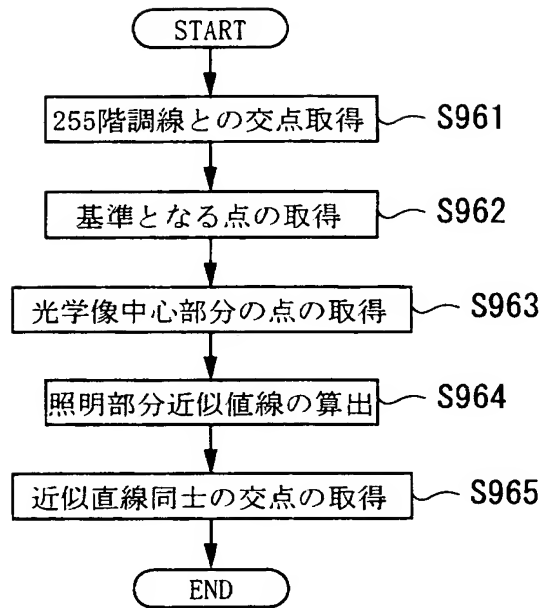 START
255階調線との交点取得 S961
基準となる点の取得 S962
光学像中心部分の点の取得 S963
照明部分近似値線の算出 S964
近似直線同士の交点の取得 S965
END